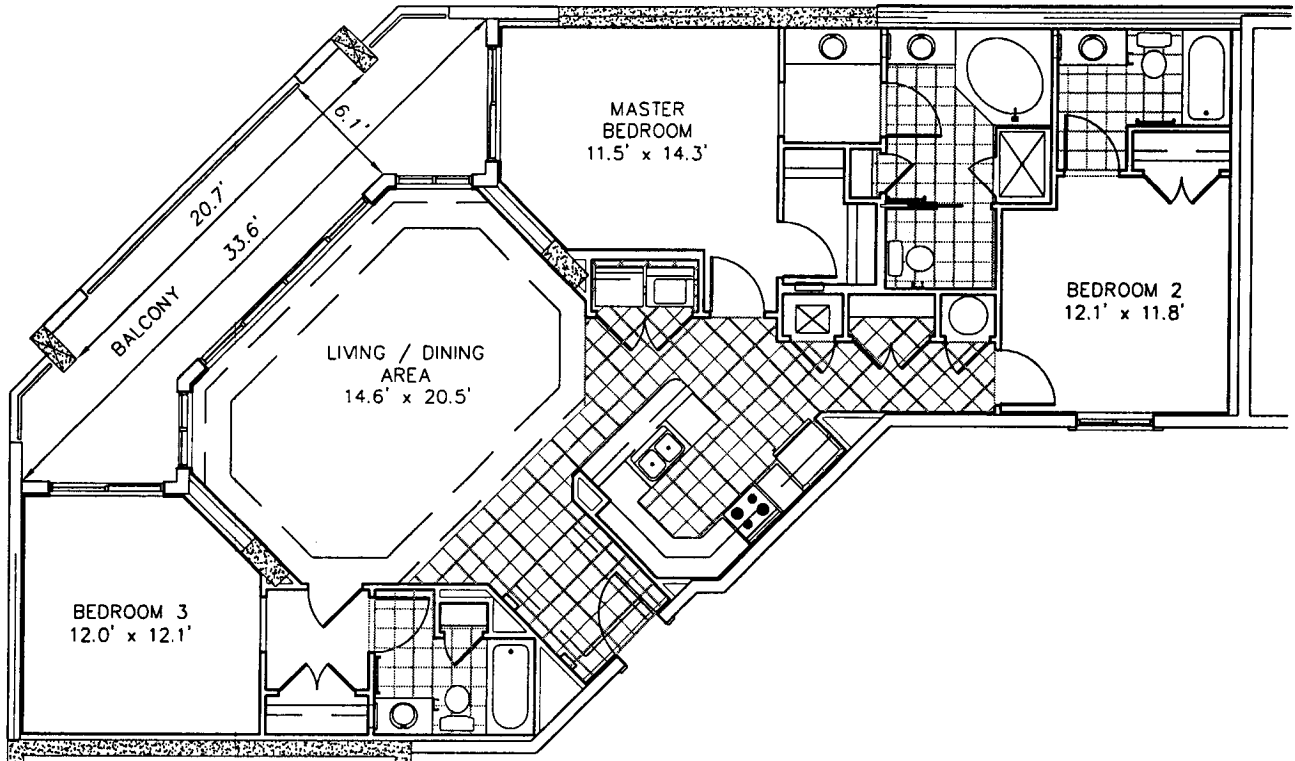 MASTER
BEDROOM
11.5' x 14.3'
6.1'
20.7'
33.6'
BALCONY
BEDROOM 2
12.1' x 11.8'
LIVING / DINING
AREA
14.6' x 20.5'
BEDROOM 3
12.0' x 12.1'